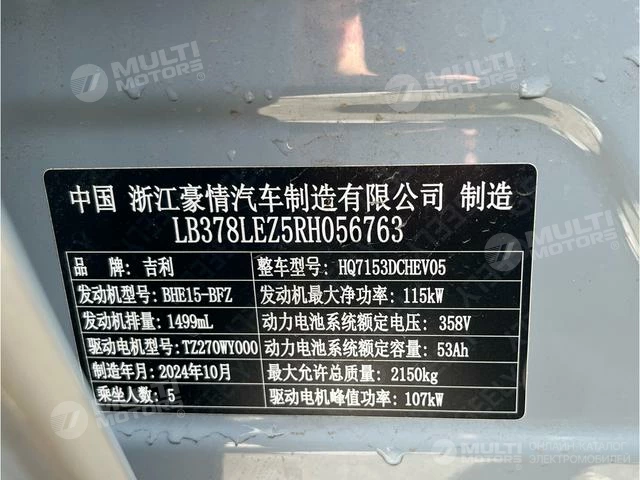 MULTI
MOTORS®
MULTI
MOTORS®
中国 浙江豪情汽车制造有限公司 制造
LB378LEZ5RH056763
品 牌: 吉利
整车型号: HQ7153DCHEV05
发动机型号: BHE15-BFZ
发动机最大净功率: 115kW
发动机排量: 1499mL
动力电池系统额定电压: 358V
驱动电机型号: TZ270WY000
动力电池系统额定容量: 53Ah
制造年月: 2024年10月
最大允许总质量: 2150kg
乘坐人数: 5
驱动电机峰值功率: 107kW
MULTI
MOTORS®
MULTI
MOTORS
ОНЛАЙН-КАТАЛОГ
ЭЛЕКТРОМОБИЛЕЙ